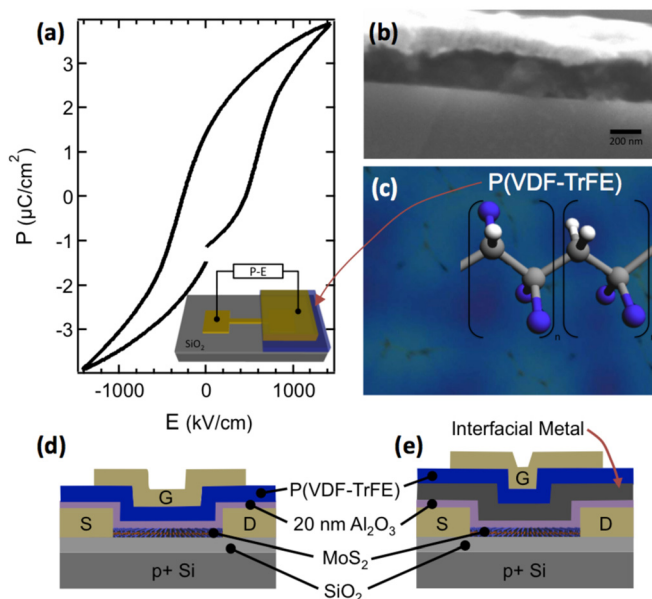 (a)
3
2
1
0
-1
-2
-3
P (µC/cm²)
-1000
0
1000
E (kV/cm)
P-E
SiO₂
(b)
200 nm
(c)
P(VDF-TrFE)
n
(d)
G
S
D
p+ Si
P(VDF-TrFE)
20 nm Al₂O₃
MoS₂
SiO₂
(e)
Interfacial Metal
G
S
D
p+ Si